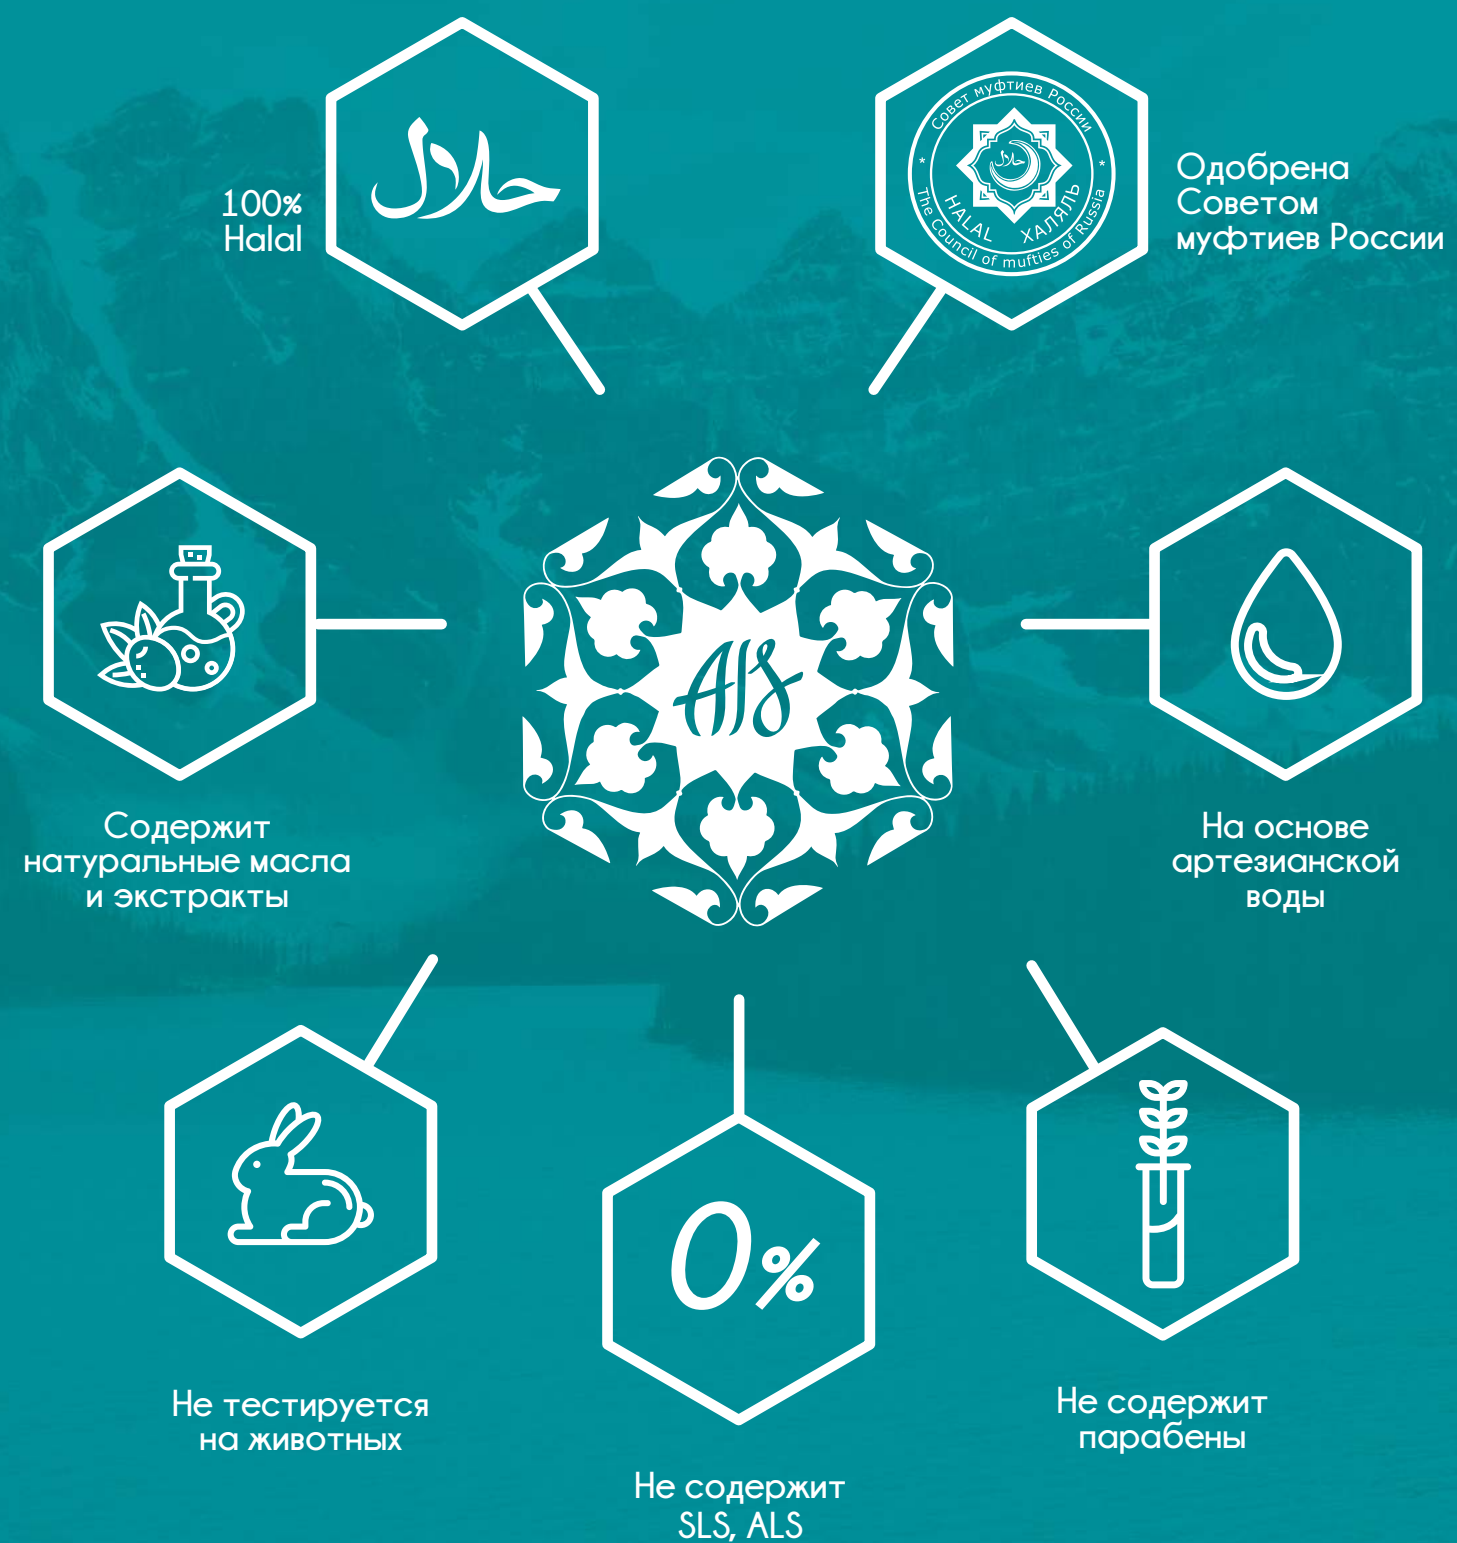 حلال
100%
Halal
Совет муфтиев России
حلال
HALAL ХАЛЯЛЬ
* The Council of mufties of Russia *
Одобрена
Советом
муфтиев России
Als
Содержит
натуральные масла
и экстракты
На основе
артезианской
воды
Не тестируется
на животных
0%
Не содержит
SLS, ALS
Не содержит
парабены